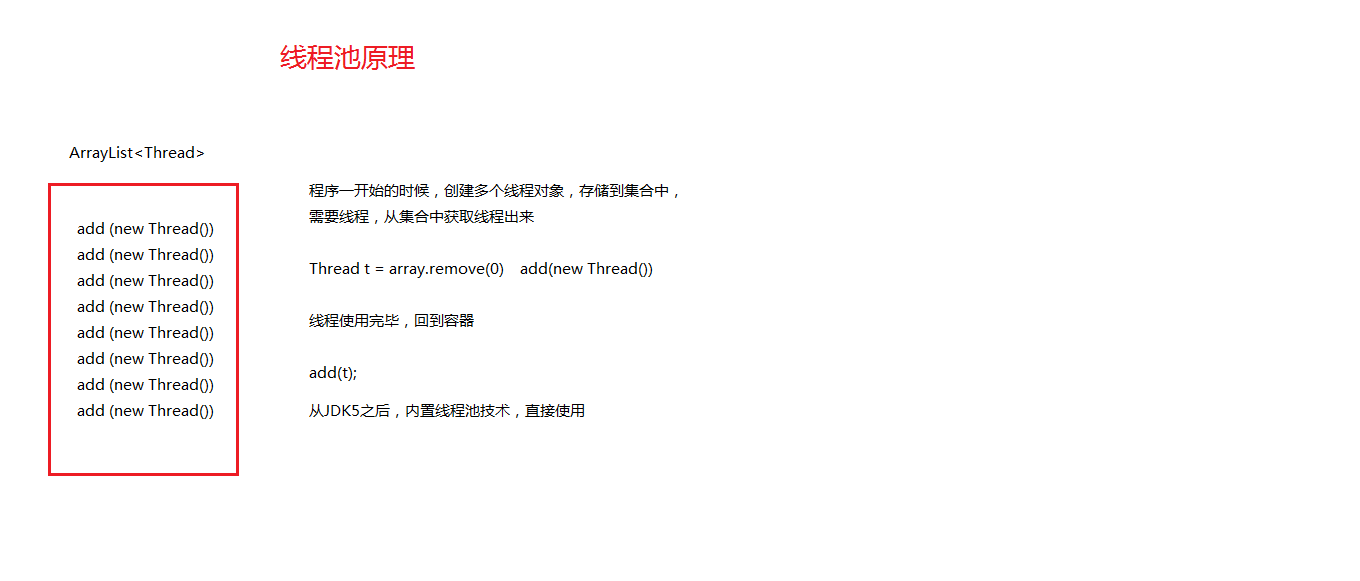 线程池原理
ArrayList<Thread>
add (new Thread())
add (new Thread())
add (new Thread())
add (new Thread())
add (new Thread())
add (new Thread())
add (new Thread())
add (new Thread())
程序一开始的时候，创建多个线程对象，存储到集合中，
需要线程，从集合中获取线程出来
Thread t = array.remove(0)    add(new Thread())
线程使用完毕，回到容器
add(t);
从JDK5之后，内置线程池技术，直接使用